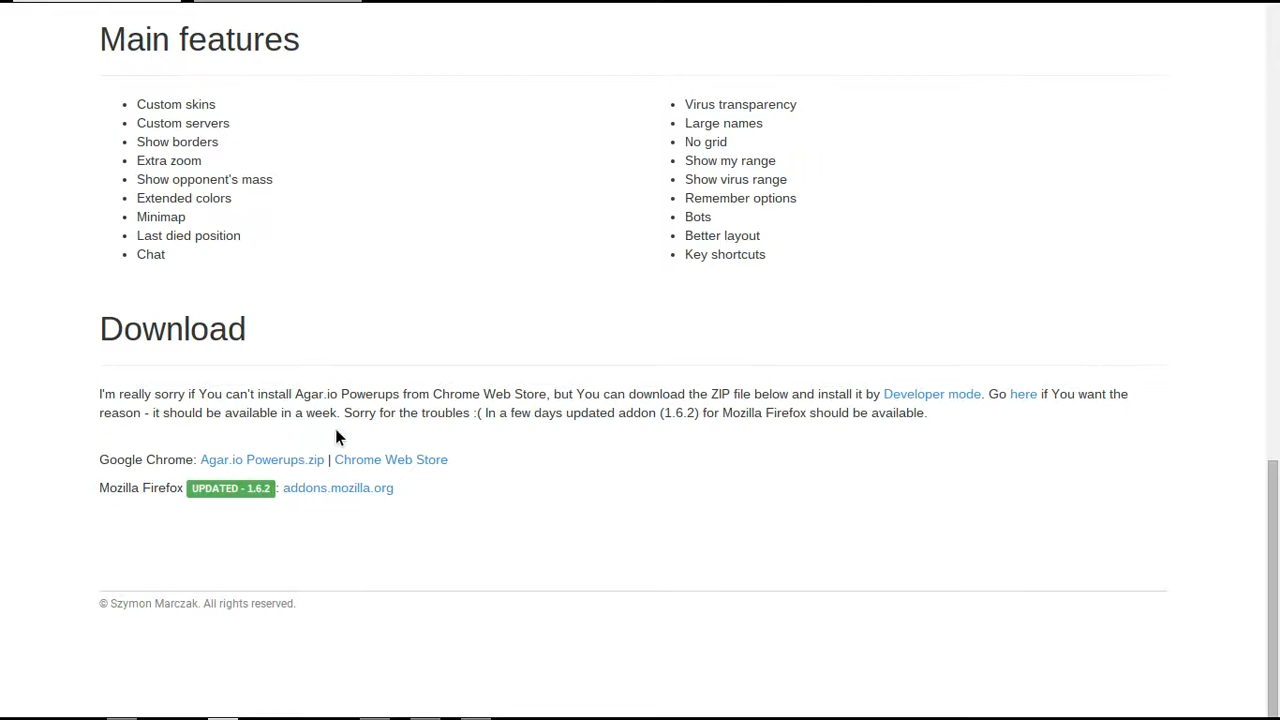 Main features
Custom skins
Custom servers
Show borders
Extra zoom
Show opponent's mass
Extended colors
Minimap
Last died position
Chat
Virus transparency
Large names
No grid
Show my range
Show virus range
Remember options
Bots
Better layout
Key shortcuts
Download
I'm really sorry if You can't install Agar.io Powerups from Chrome Web Store, but You can download the ZIP file below and install it by Developer mode. Go here if You want the
reason - it should be available in a week. Sorry for the troubles :( In a few days updated addon (1.6.2) for Mozilla Firefox should be available.
Google Chrome: Agar.io Powerups.zip | Chrome Web Store
Mozilla Firefox UPDATED - 1.6.2 : addons.mozilla.org
© Szymon Marczak. All rights reserved.